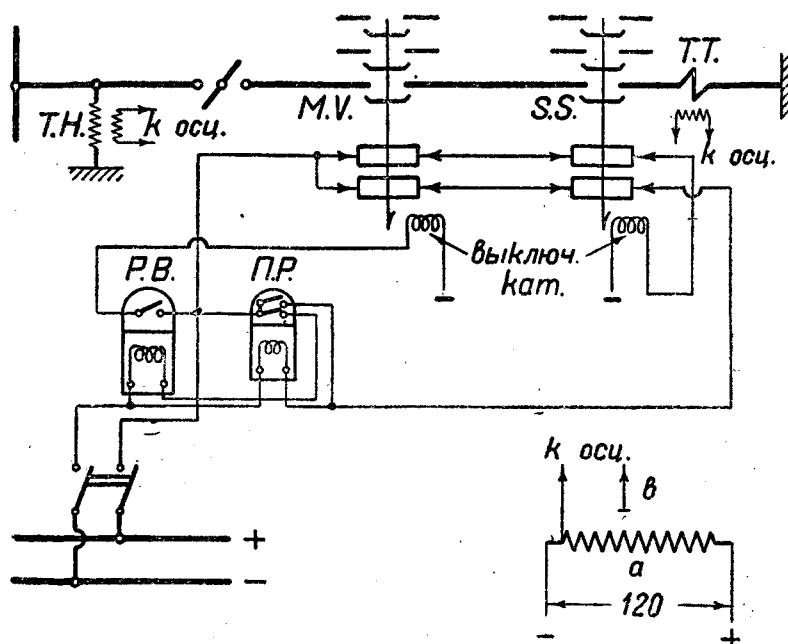 Т.Н.
к осц.
M.V.
S.S.
Т.Т.
к осц.
выключ.
кат.
Р.В.
П.Р.
+
−
к осц.
в
а
120
−
+